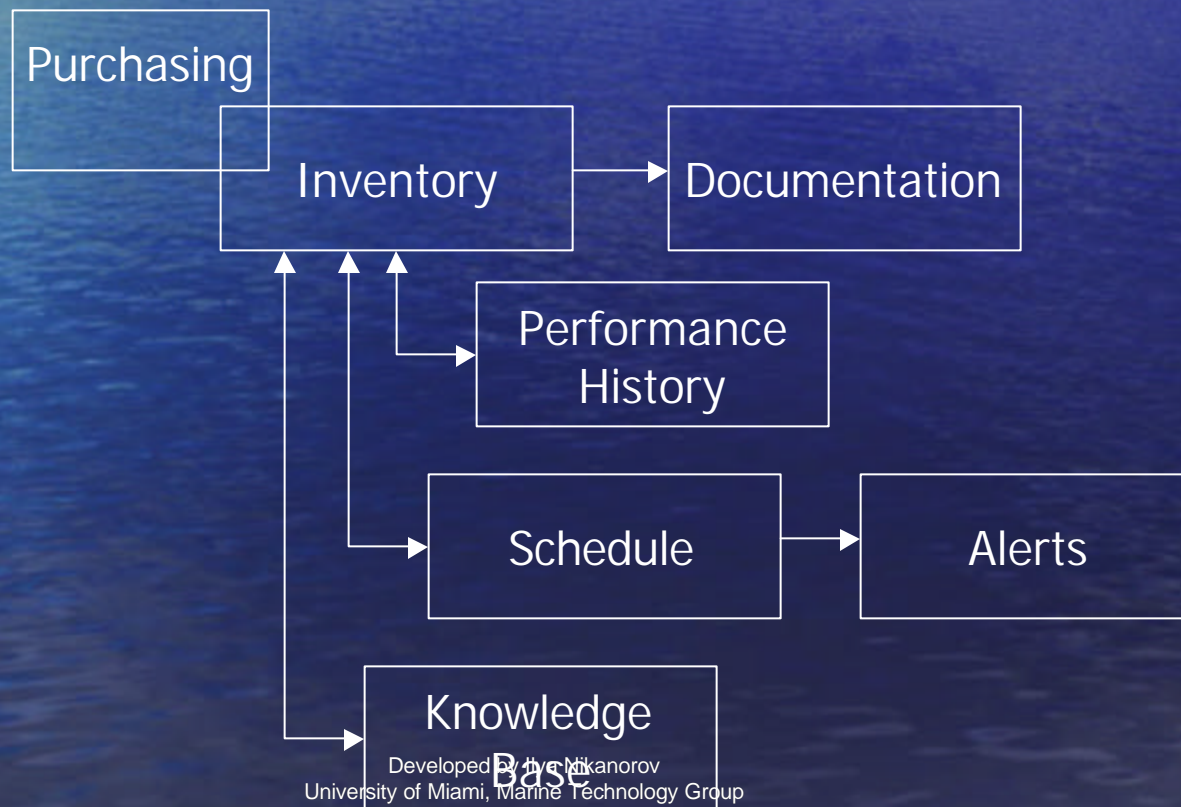 Purchasing
Inventory
Documentation
Performance
History
Schedule
Alerts
Knowledge
Base
Developed by Ilya Nikanorov
University of Miami, Marine Technology Group